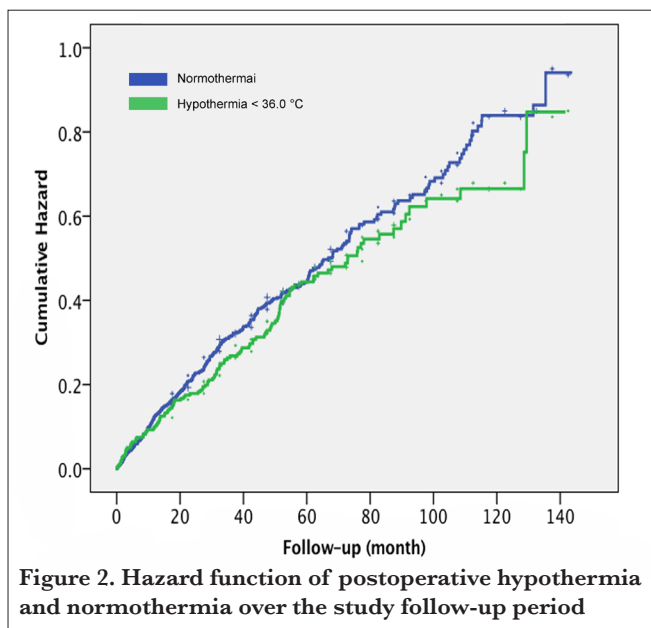 1.0
0.8
0.6
0.4
0.2
0.0
Cumulative Hazard
Normothermai
Hypothermia < 36.0 °C
0 20 40 60 80 100 120 140
Follow-up (month)
Figure 2. Hazard function of postoperative hypothermia
and normothermia over the study follow-up period